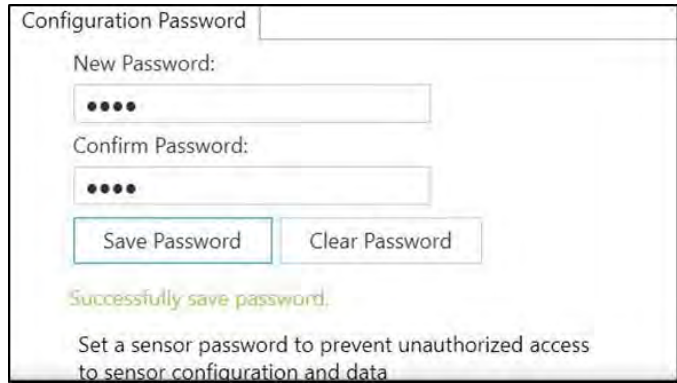 Configuration Password
New Password:
••••
Confirm Password:
••••
Save Password Clear Password
Successfully save password.
Set a sensor password to prevent unauthorized access
to sensor configuration and data